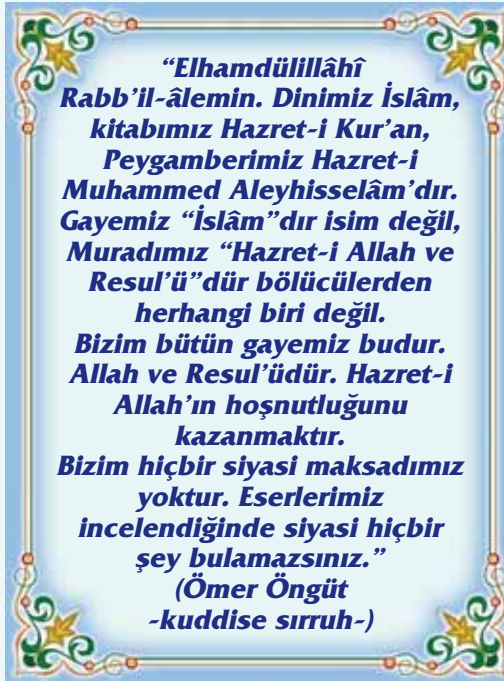 “Elhamdülillâhî
Rabb’il-âlemin. Dinimiz İslâm,
kitabımız Hazret-i Kur’an,
Peygamberimiz Hazret-i
Muhammed Aleyhisselâm’dır.
Gayemiz “İslâm”dır isim değil,
Muradımız “Hazret-i Allah ve
Resul’ü”dür bölücülerden
herhangi biri değil.
Bizim bütün gayemiz budur.
Allah ve Resul’üdür. Hazret-i
Allah’ın hoşnutluğunu
kazanmaktır.
Bizim hiçbir siyasi maksadımız
yoktur. Eserlerimiz
incelendiğinde siyasi hiçbir
şey bulamazsınız.”
(Ömer Öngüt
-kuddise sırruh-)